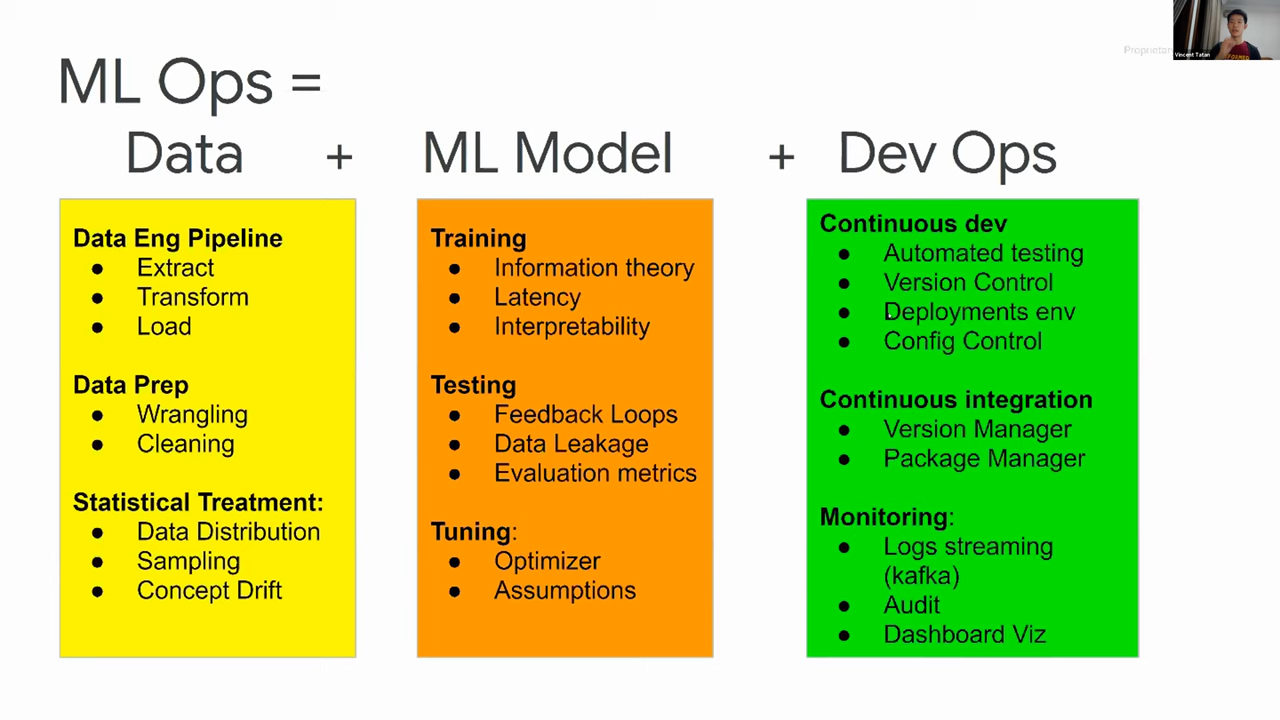 Proprietar
Vincent Tatan
ML Ops =
Data + ML Model + Dev Ops
Data Eng Pipeline
● Extract
● Transform
● Load
Data Prep
● Wrangling
● Cleaning
Statistical Treatment:
● Data Distribution
● Sampling
● Concept Drift
Training
● Information theory
● Latency
● Interpretability
Testing
● Feedback Loops
● Data Leakage
● Evaluation metrics
Tuning:
● Optimizer
● Assumptions
Continuous dev
● Automated testing
● Version Control
● Deployments env
● Config Control
Continuous integration
● Version Manager
● Package Manager
Monitoring:
● Logs streaming
(kafka)
● Audit
● Dashboard Viz